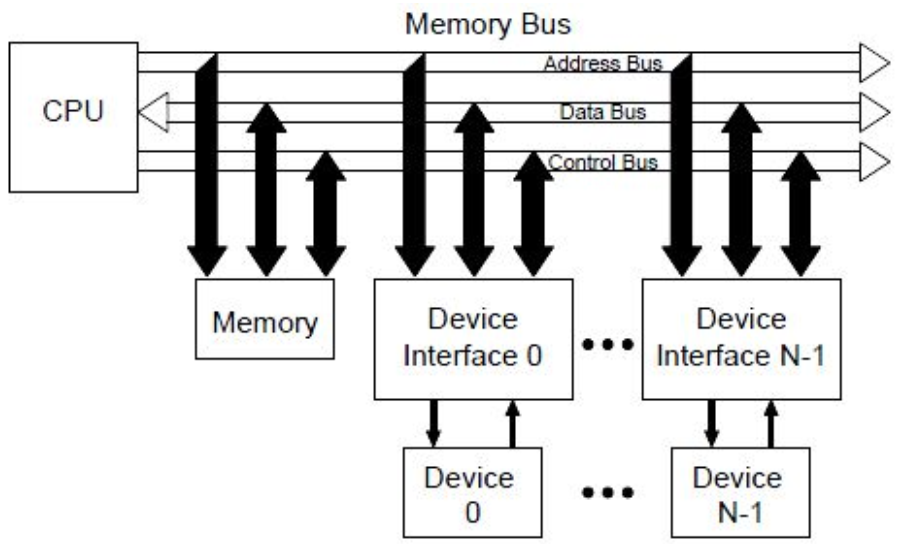 Memory Bus
Address Bus
CPU
Data Bus
Control Bus
Memory
Device
Interface 0
Device
Interface N-1
Device
0
Device
N-1